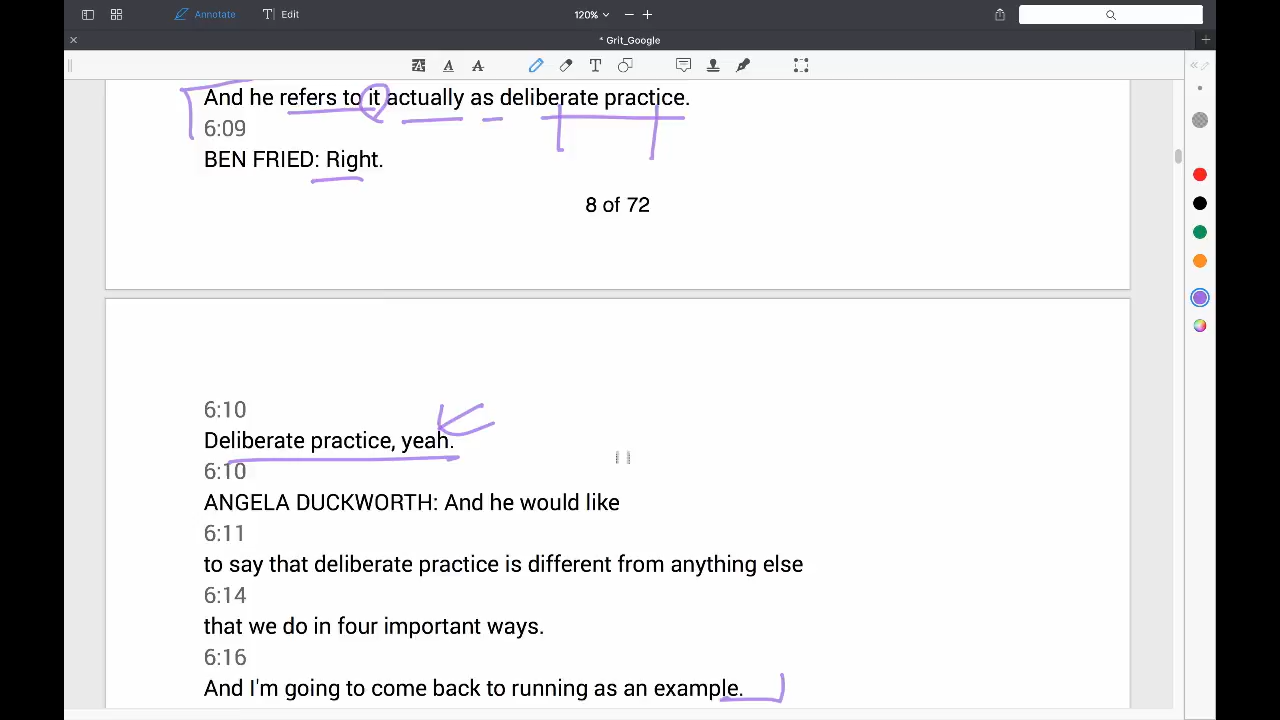 Annotate
Edit
120%
* Grit_Google
And he refers to it actually as deliberate practice.
6:09
BEN FRIED: Right.
8 of 72
6:10
Deliberate practice, yeah.
6:10
ANGELA DUCKWORTH: And he would like
6:11
to say that deliberate practice is different from anything else
6:14
that we do in four important ways.
6:16
And I'm going to come back to running as an example.